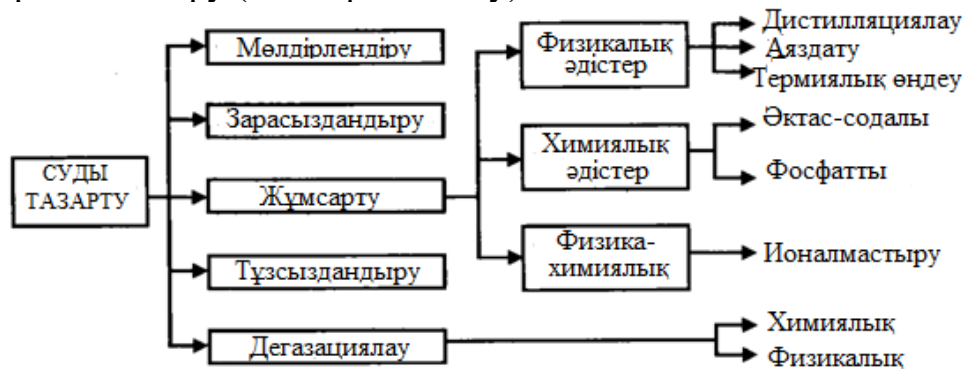 СУДЫ
ТАЗАРТУ
Мөлдірлендіру
Зарасыздандыру
Жұмсарту
Тұзсыздандыру
Дегазациялау
Физикалық
әдістер
Химиялық
әдістер
Физика-
химиялық
Дистилляциялау
Аяздату
Термиялық өңдеу
Әктас-содалы
Фосфатты
Ионалмастыру
Химиялық
Физикалық